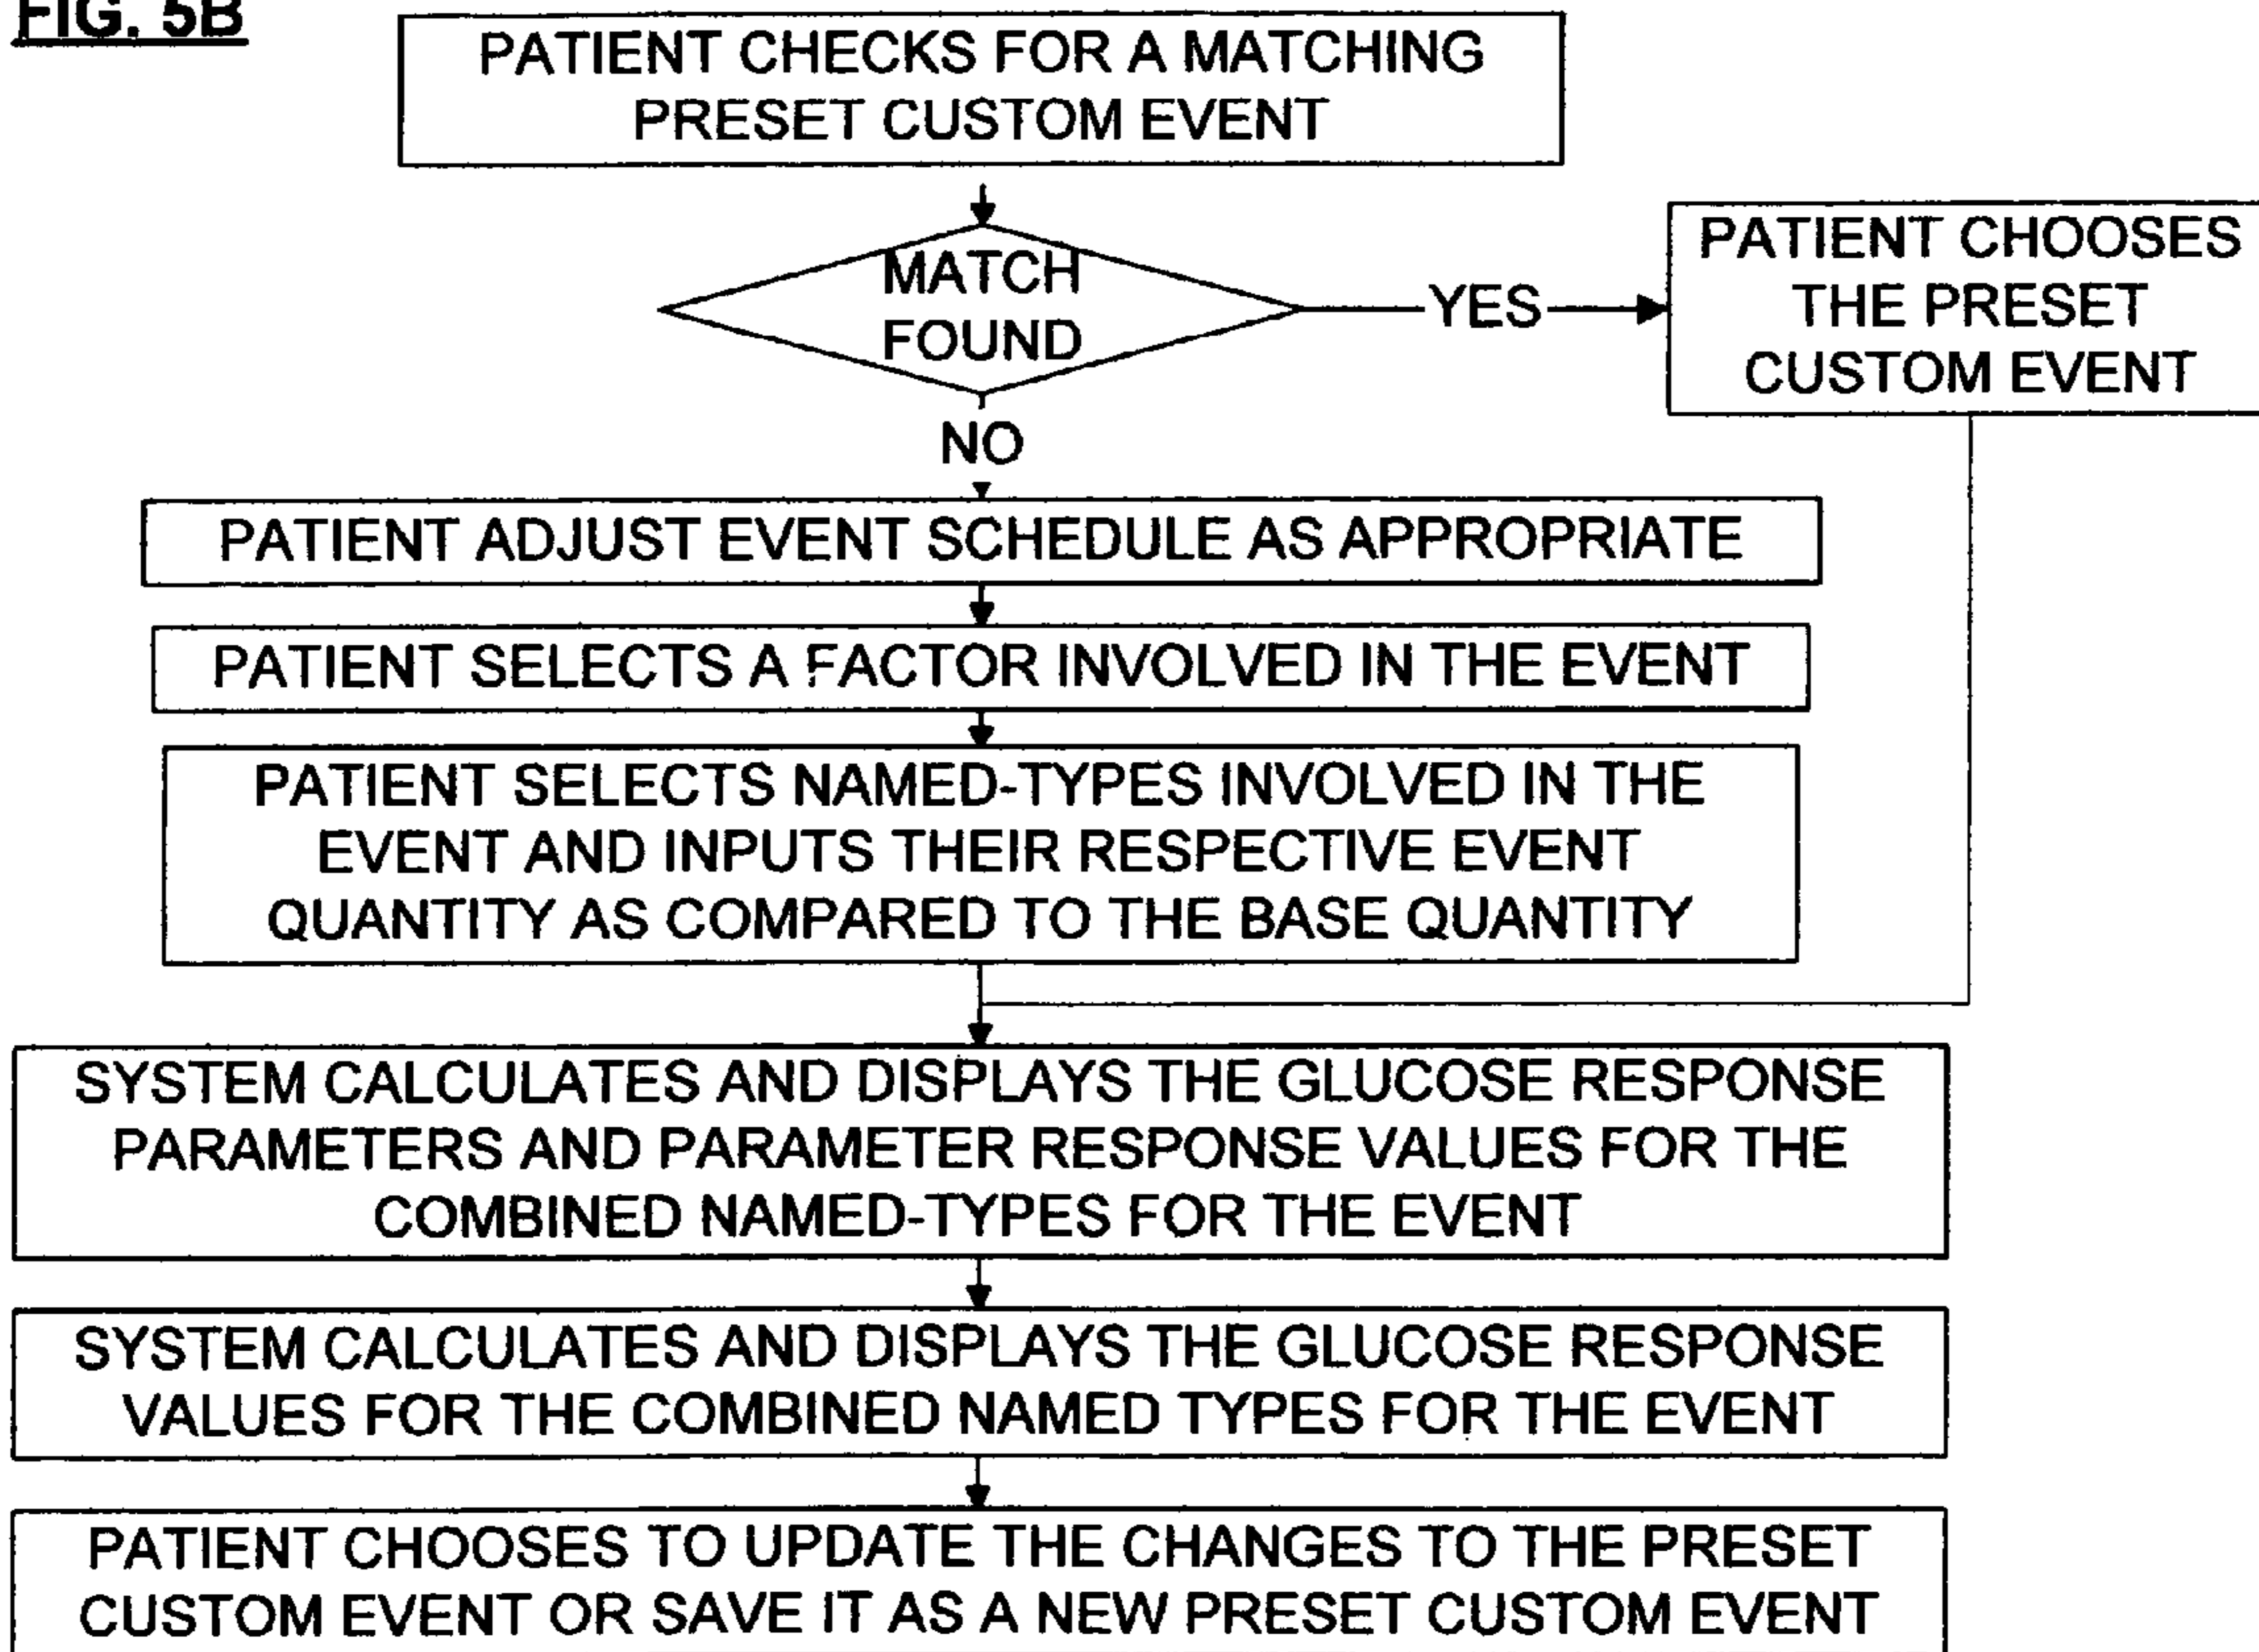 FIG. 5B
PATIENT CHECKS FOR A MATCHING
PRESET CUSTOM EVENT
MATCH
FOUND
YES
PATIENT CHOOSES
THE PRESET
CUSTOM EVENT
NO
PATIENT ADJUST EVENT SCHEDULE AS APPROPRIATE
PATIENT SELECTS A FACTOR INVOLVED IN THE EVENT
PATIENT SELECTS NAMED-TYPES INVOLVED IN THE
EVENT AND INPUTS THEIR RESPECTIVE EVENT
QUANTITY AS COMPARED TO THE BASE QUANTITY
SYSTEM CALCULATES AND DISPLAYS THE GLUCOSE RESPONSE
PARAMETERS AND PARAMETER RESPONSE VALUES FOR THE
COMBINED NAMED-TYPES FOR THE EVENT
SYSTEM CALCULATES AND DISPLAYS THE GLUCOSE RESPONSE
VALUES FOR THE COMBINED NAMED TYPES FOR THE EVENT
PATIENT CHOOSES TO UPDATE THE CHANGES TO THE PRESET
CUSTOM EVENT OR SAVE IT AS A NEW PRESET CUSTOM EVENT